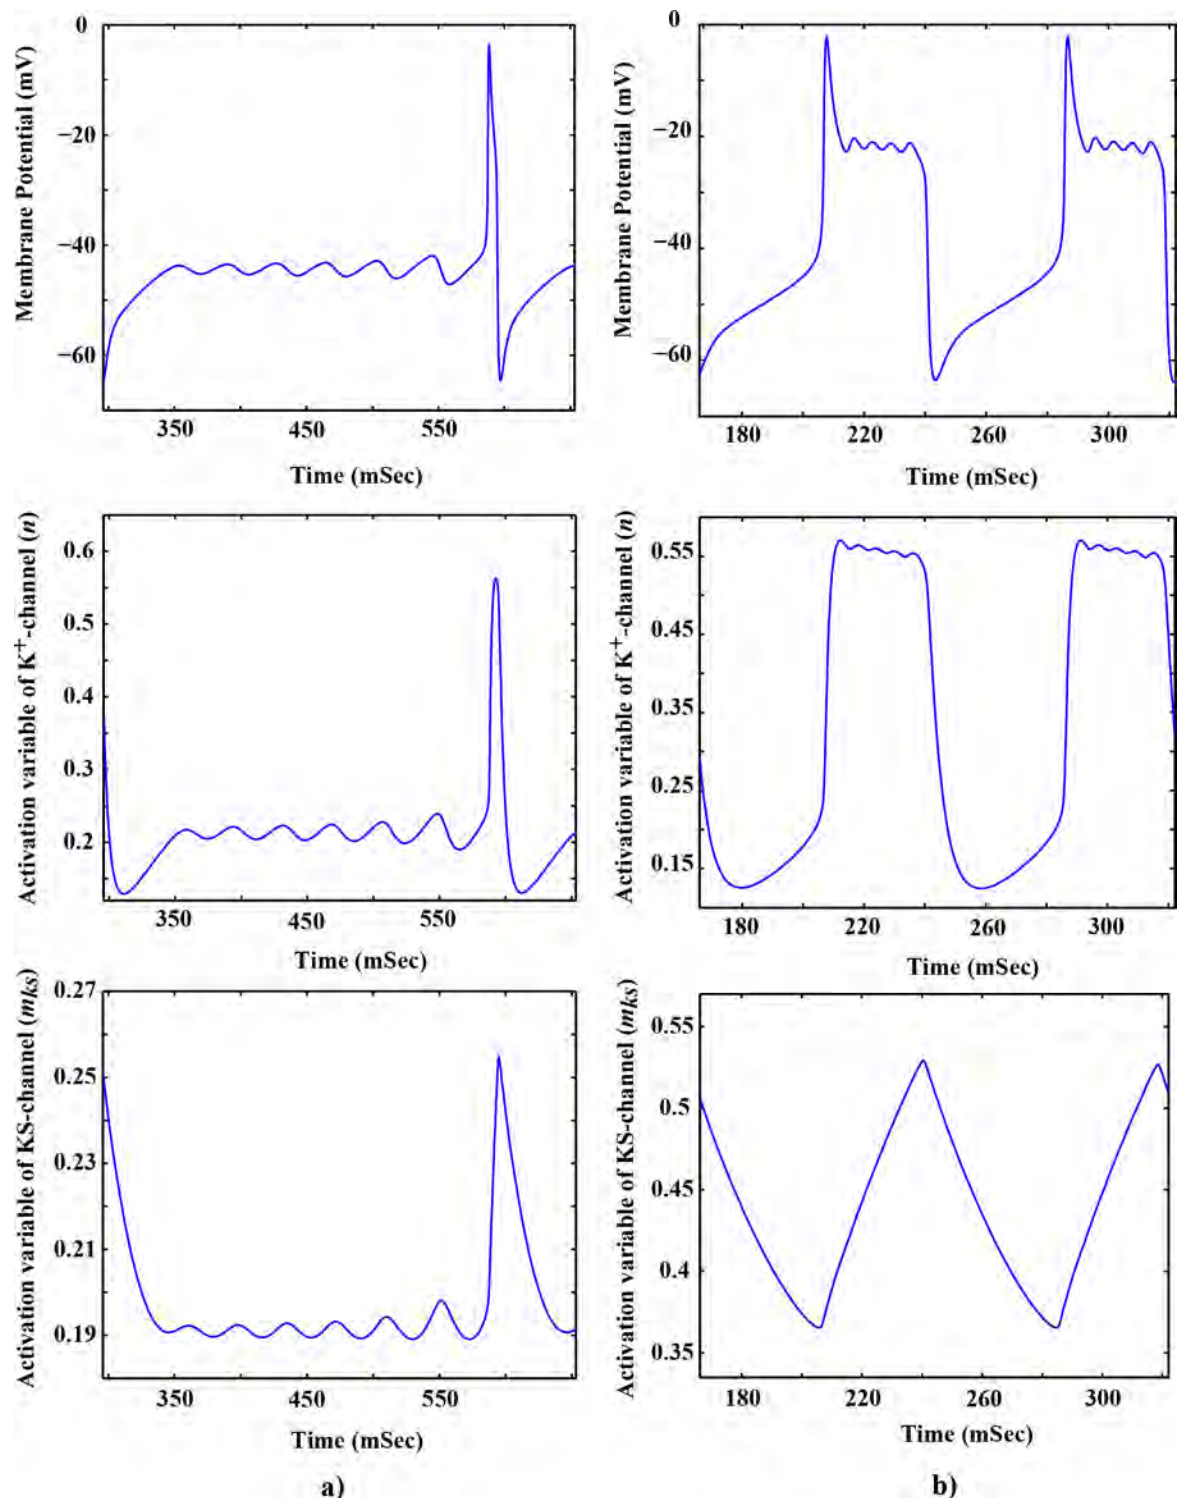 Membrane Potential (mV)
0
−20
−40
−60
350 450 550
Time (mSec)
Membrane Potential (mV)
0
−20
−40
−60
180 220 260 300
Time (mSec)
Activation variable of K⁺-channel (n)
0.6
0.5
0.4
0.3
0.2
350 450 550
Time (mSec)
Activation variable of K⁺-channel (n)
0.55
0.45
0.35
0.25
0.15
180 220 260 300
Time (mSec)
Activation variable of KS-channel (mKS)
0.27
0.25
0.23
0.21
0.19
350 450 550
Time (mSec)
a)
Activation variable of KS-channel (mKS)
0.55
0.5
0.45
0.4
0.35
180 220 260 300
Time (mSec)
b)